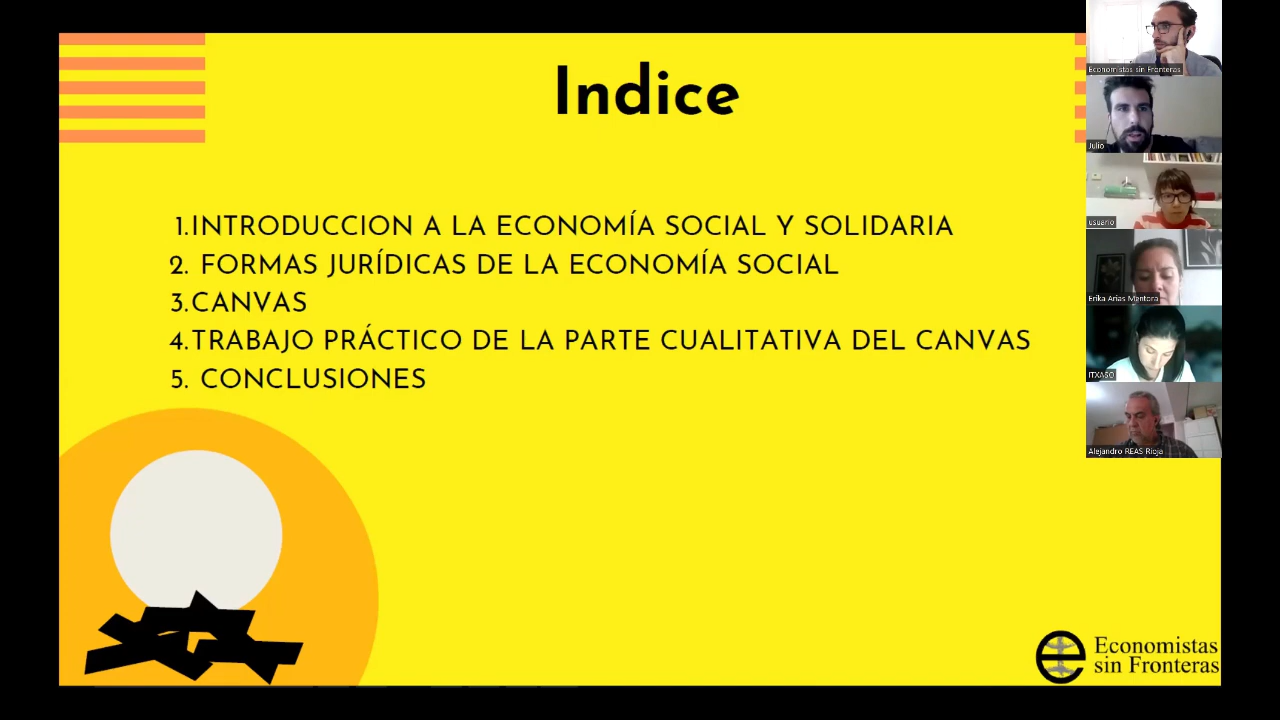 Indice
1.INTRODUCCION A LA ECONOMÍA SOCIAL Y SOLIDARIA
2. FORMAS JURÍDICAS DE LA ECONOMÍA SOCIAL
3.CANVAS
4.TRABAJO PRÁCTICO DE LA PARTE CUALITATIVA DEL CANVAS
5. CONCLUSIONES
Economistas
sin Fronteras
Economistas sin Fronteras
Julio
usuario
Erika Arias Mentora
ITXASO
Alejandro REAS Rioja